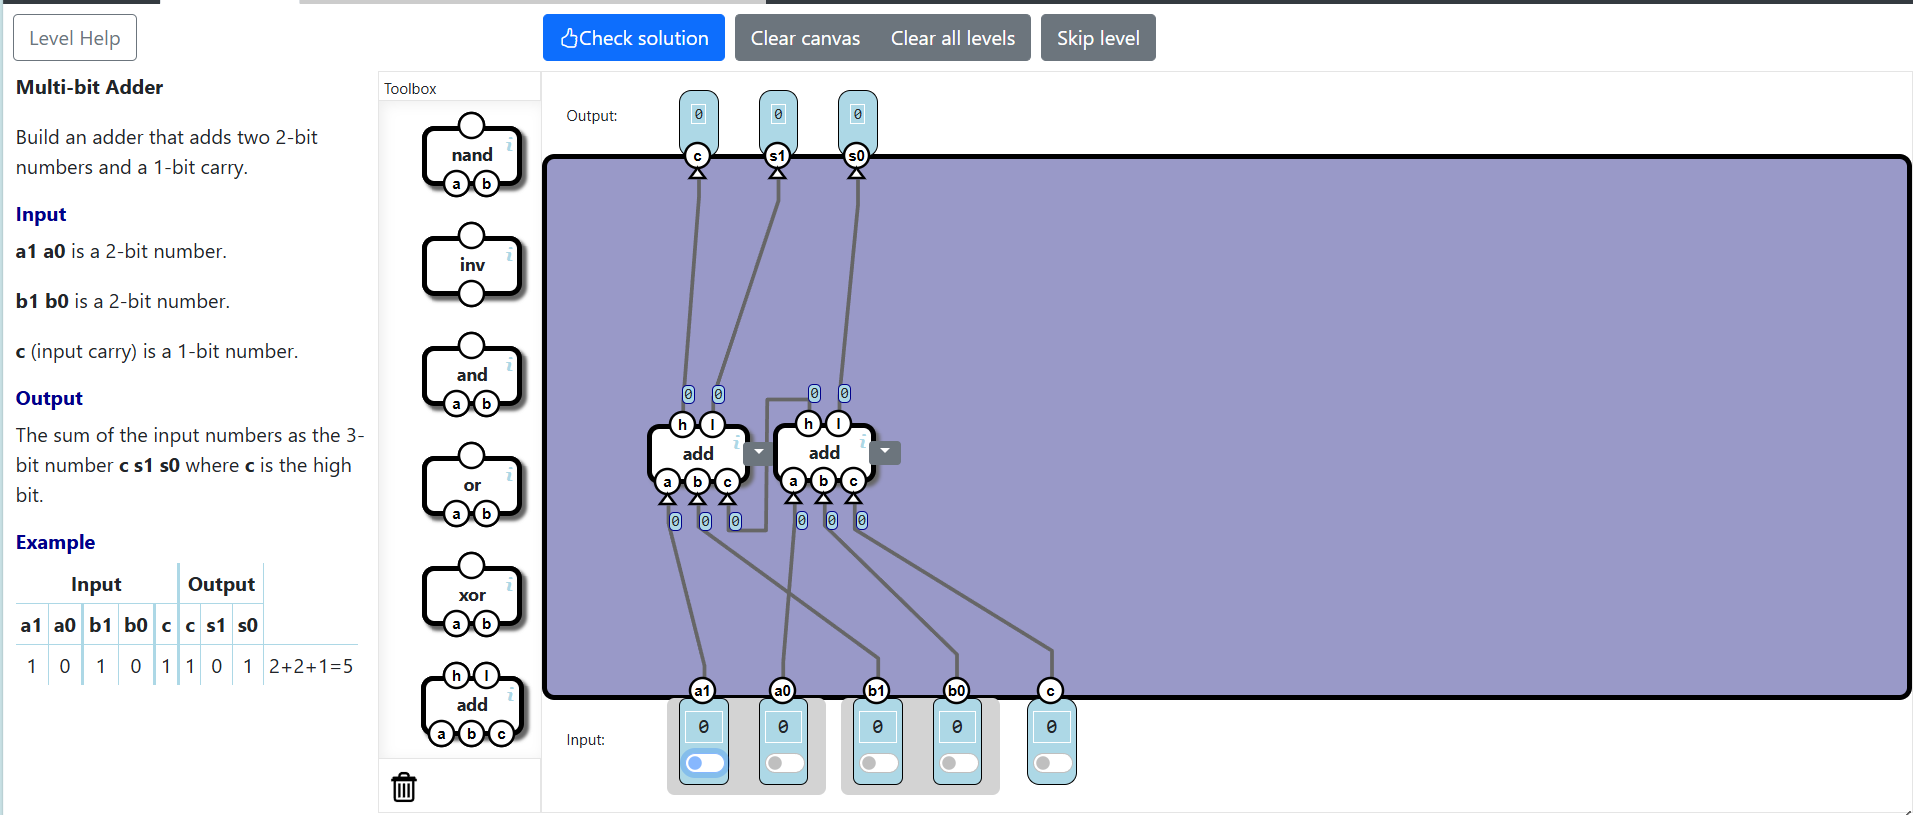 Level Help
Check solution
Clear canvas
Clear all levels
Skip level
Multi-bit Adder
Build an adder that adds two 2-bit
numbers and a 1-bit carry.
Input
a1 a0 is a 2-bit number.
b1 b0 is a 2-bit number.
c (input carry) is a 1-bit number.
Output
The sum of the input numbers as the 3-
bit number c s1 s0 where c is the high
bit.
Example
Input Output
a1 a0 b1 b0 c c s1 s0
1 0 1 0 1 1 0 1 2+2+1=5
Toolbox
i
nand
a b
i
inv
i
and
a b
i
or
a b
i
xor
a b
h l
i
add
a b c
Output:
0 0 0
c s1 s0
0 0 0 0
h l h l
i i
add add
a b c a b c
0 0 0 0 0 0
a1 a0 b1 b0 c
Input:
0 0 0 0 0